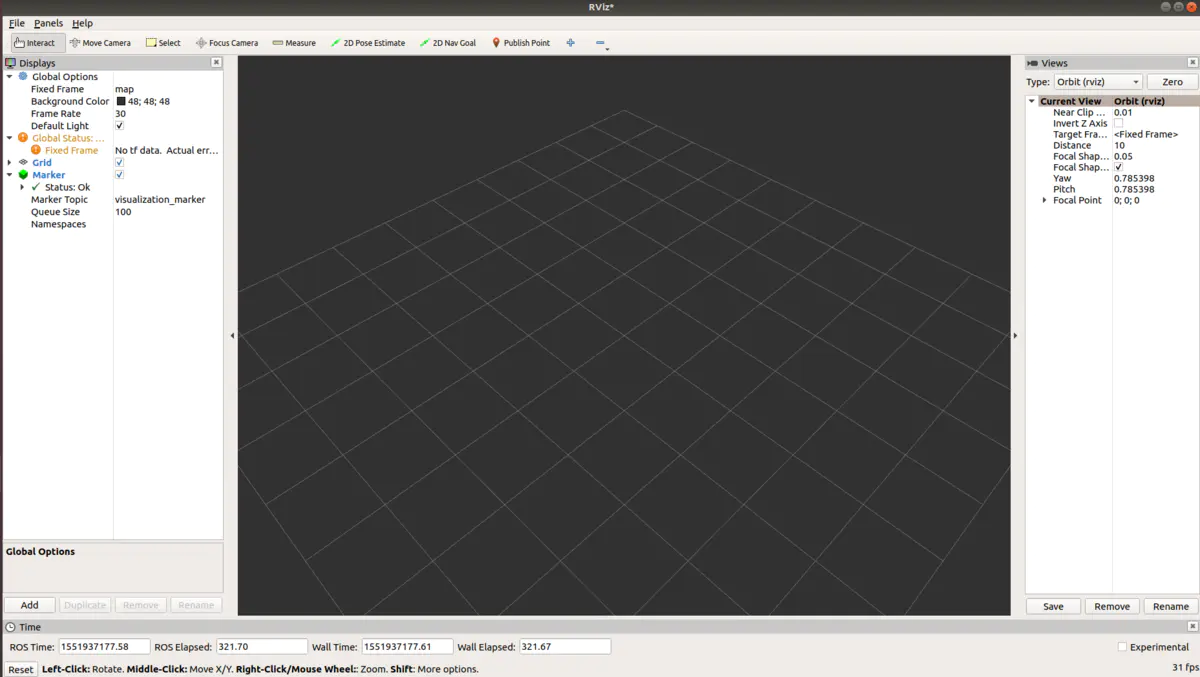 RViz*
File Panels Help
Interact Move Camera Select Focus Camera Measure 2D Pose Estimate 2D Nav Goal Publish Point
Displays
Global Options
Fixed Frame map
Background Color 48; 48; 48
Frame Rate 30
Default Light
Global Status: ...
Fixed Frame No tf data. Actual err...
Grid
Marker
Status: Ok
Marker Topic visualization_marker
Queue Size 100
Namespaces
Global Options
Add Duplicate Remove Rename
Views
Type: Orbit (rviz) Zero
Current View Orbit (rviz)
Near Clip ... 0.01
Invert Z Axis
Target Fra... <Fixed Frame>
Distance 10
Focal Shap... 0.05
Focal Shap...
Yaw 0.785398
Pitch 0.785398
Focal Point 0; 0; 0
Save Remove Rename
Time
ROS Time: 1551937177.58 ROS Elapsed: 321.70 Wall Time: 1551937177.61 Wall Elapsed: 321.67 Experimental
Reset Left-Click: Rotate. Middle-Click: Move X/Y. Right-Click/Mouse Wheel:: Zoom. Shift: More options. 31 fps